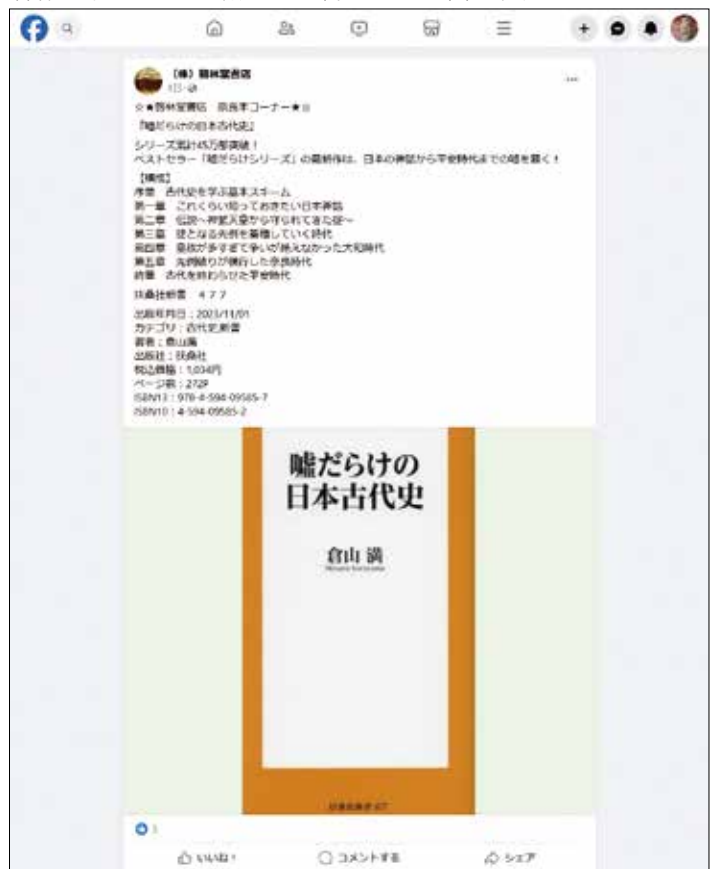 (株) 啓林堂書店
1日
☆★啓林堂書店 奈良本コーナー★☆
『嘘だらけの日本古代史』
シリーズ累計45万部突破！
ベストセラー「嘘だらけシリーズ」の最新作は、日本の神話から平安時代までの嘘を暴く！
【構成】
序章 古代史を学ぶ基本スキーム
第一章 これくらい知っておきたい日本神話
第二章 伝説～神武天皇から守られてきた掟～
第三章 掟となる先例を蓄積していく時代
第四章 皇族が多すぎて争いが絶えなかった大和時代
第五章 先例破りが横行した奈良時代
終章 古代を終わらせた平安時代
扶桑社新書 ４７７
出版年月日：2023/11/01
カテゴリ：古代史,新書
著者：倉山満
出版社：扶桑社
税込価格：1,034円
ページ数：272P
ISBN13：978-4-594-09585-7
ISBN10：4-594-09585-2
嘘だらけの
日本古代史
倉山 満
いいね！
コメントする
シェア